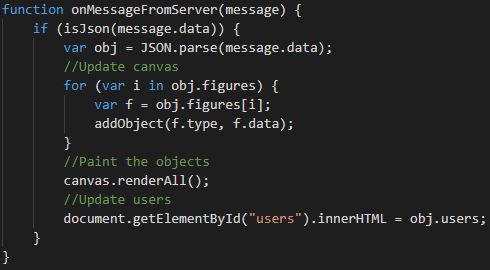 function onMessageFromServer(message) {
    if (isJson(message.data)) {
        var obj = JSON.parse(message.data);
        //Update canvas
        for (var i in obj.figures) {
            var f = obj.figures[i];
            addObject(f.type, f.data);
        }
        //Paint the objects
        canvas.renderAll();
        //Update users
        document.getElementById("users").innerHTML = obj.users;
    }
}